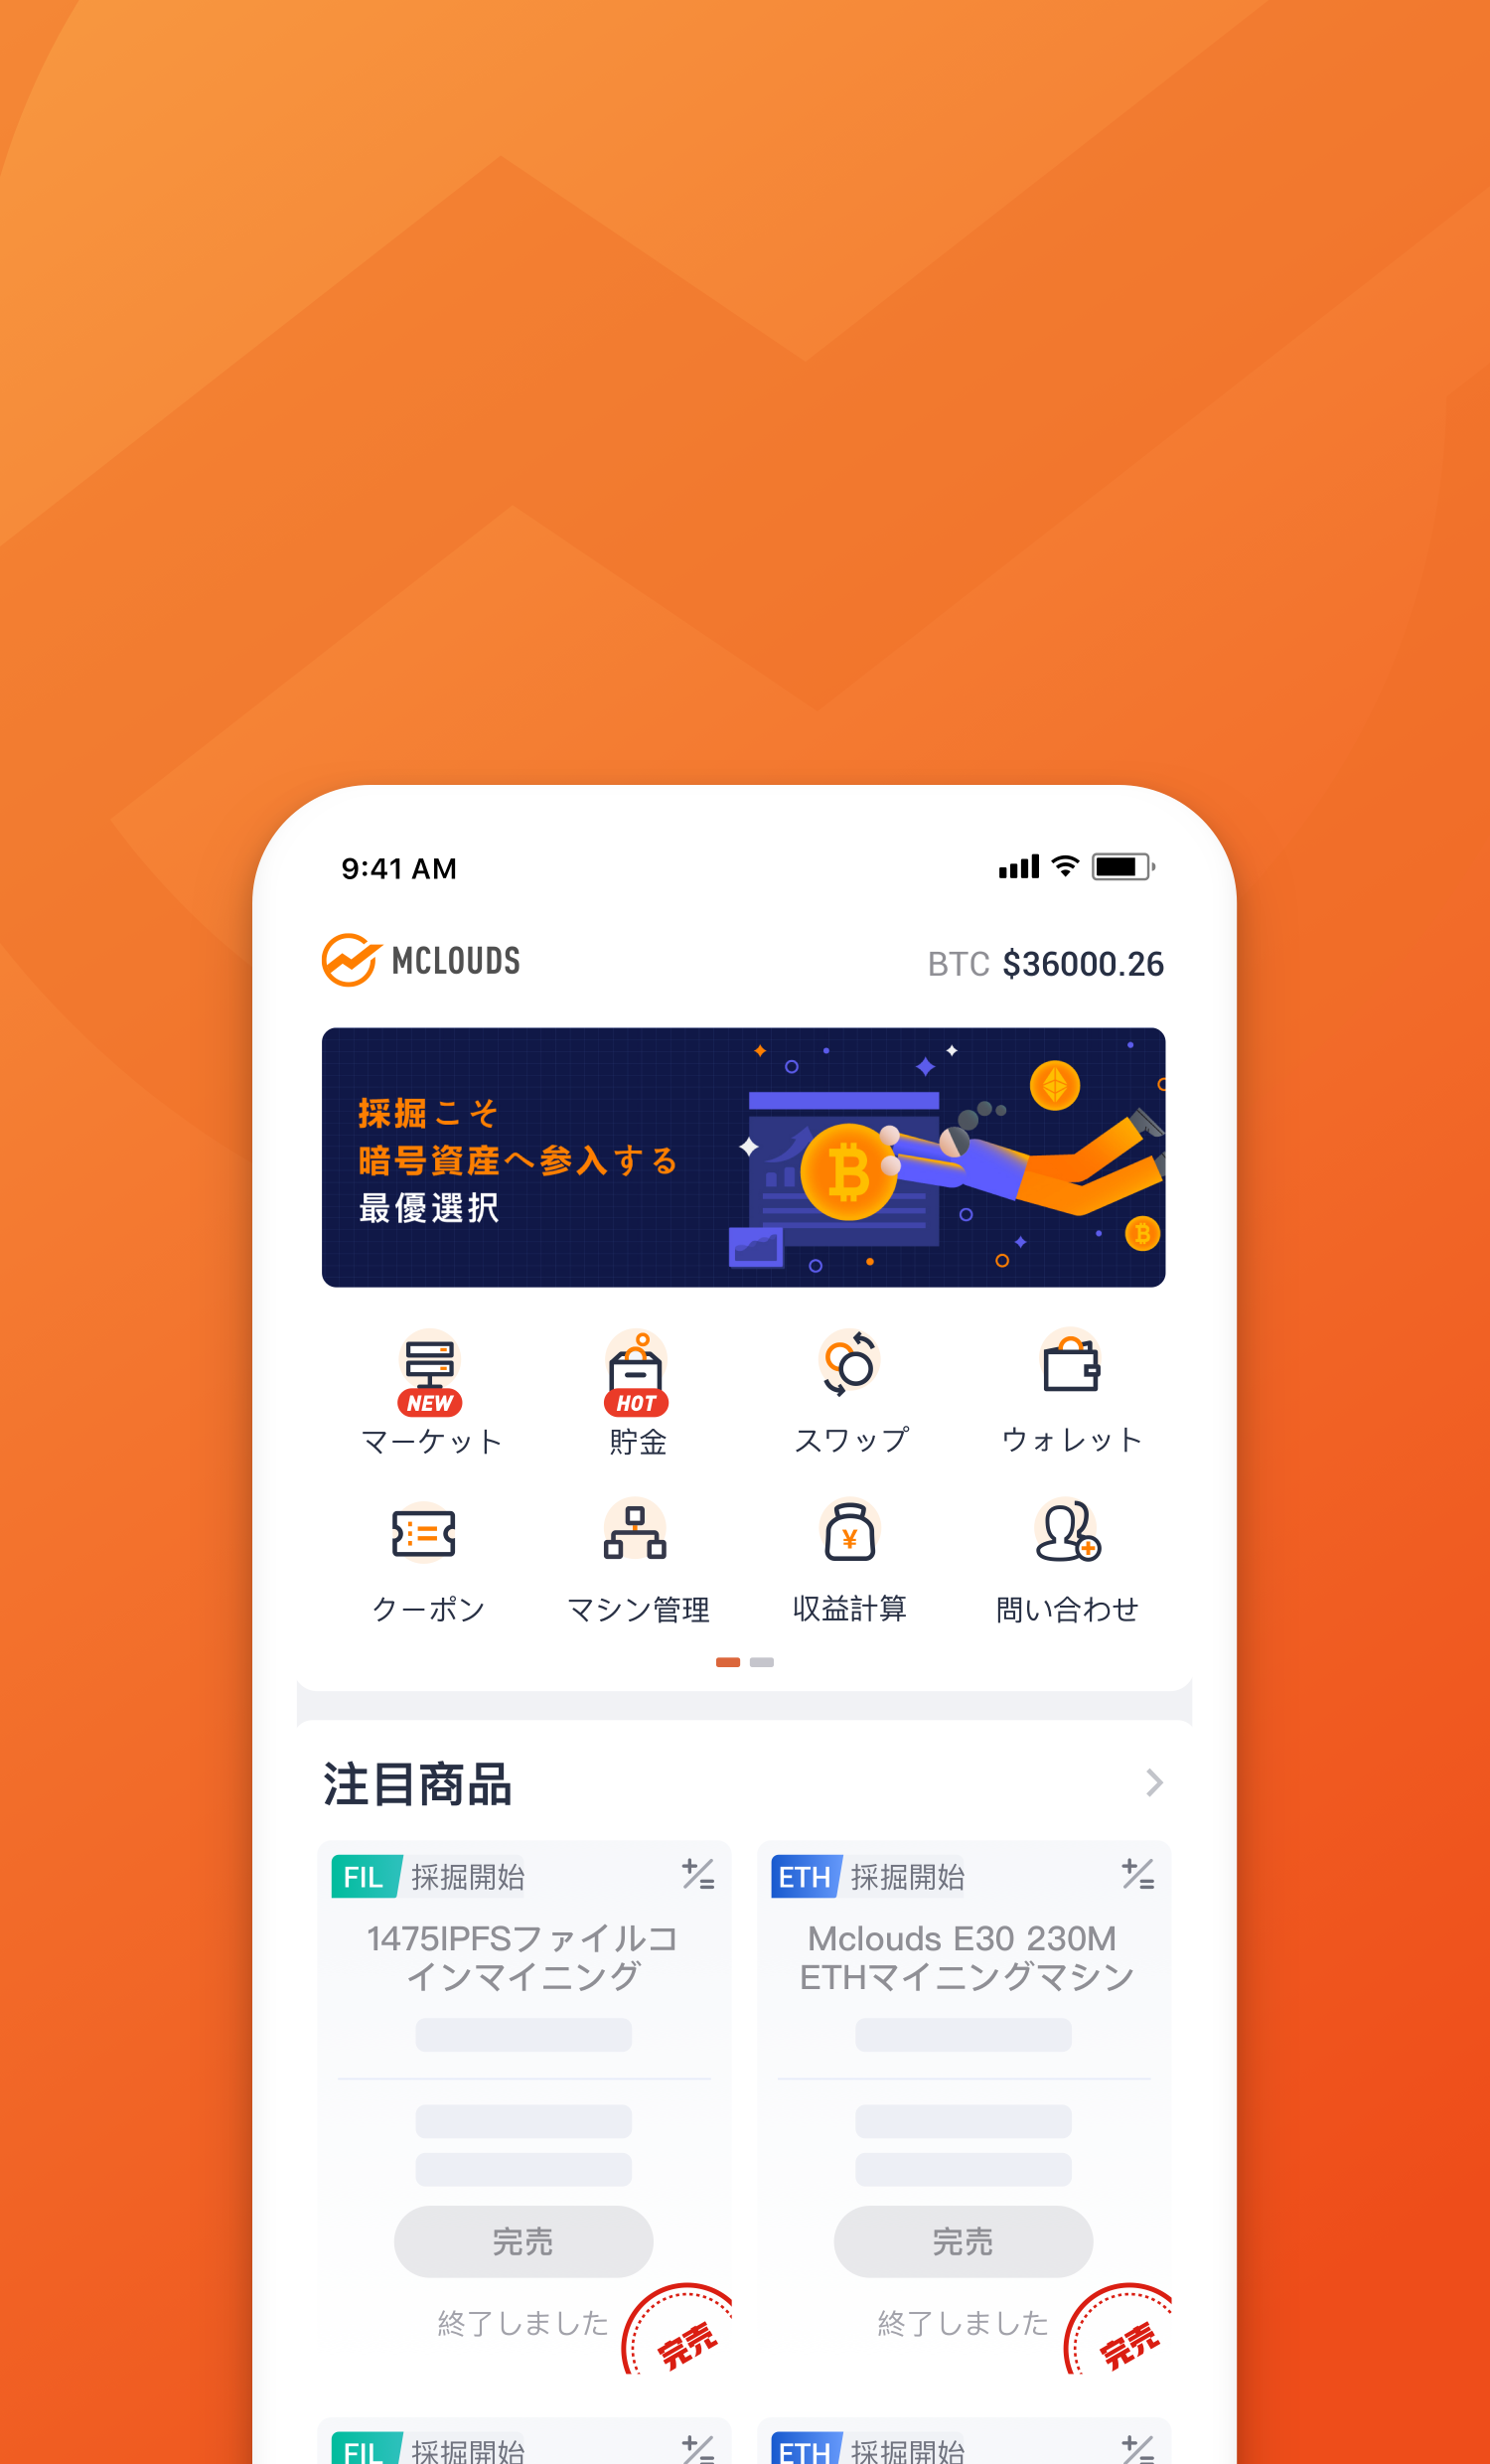 9:41 AM
MCLOUDS
BTC $36000.26
採掘こそ
暗号資産へ参入する
最優選択
NEW
HOT
マーケット
貯金
スワップ
ウォレット
¥
クーポン
マシン管理
収益計算
問い合わせ
注目商品
FIL 採掘開始
1475IPFSファイルコ
インマイニング
完売
終了しました
完売
ETH 採掘開始
Mclouds E30 230M
ETHマイニングマシン
完売
終了しました
完売
FIL 採掘開始
ETH 採掘開始